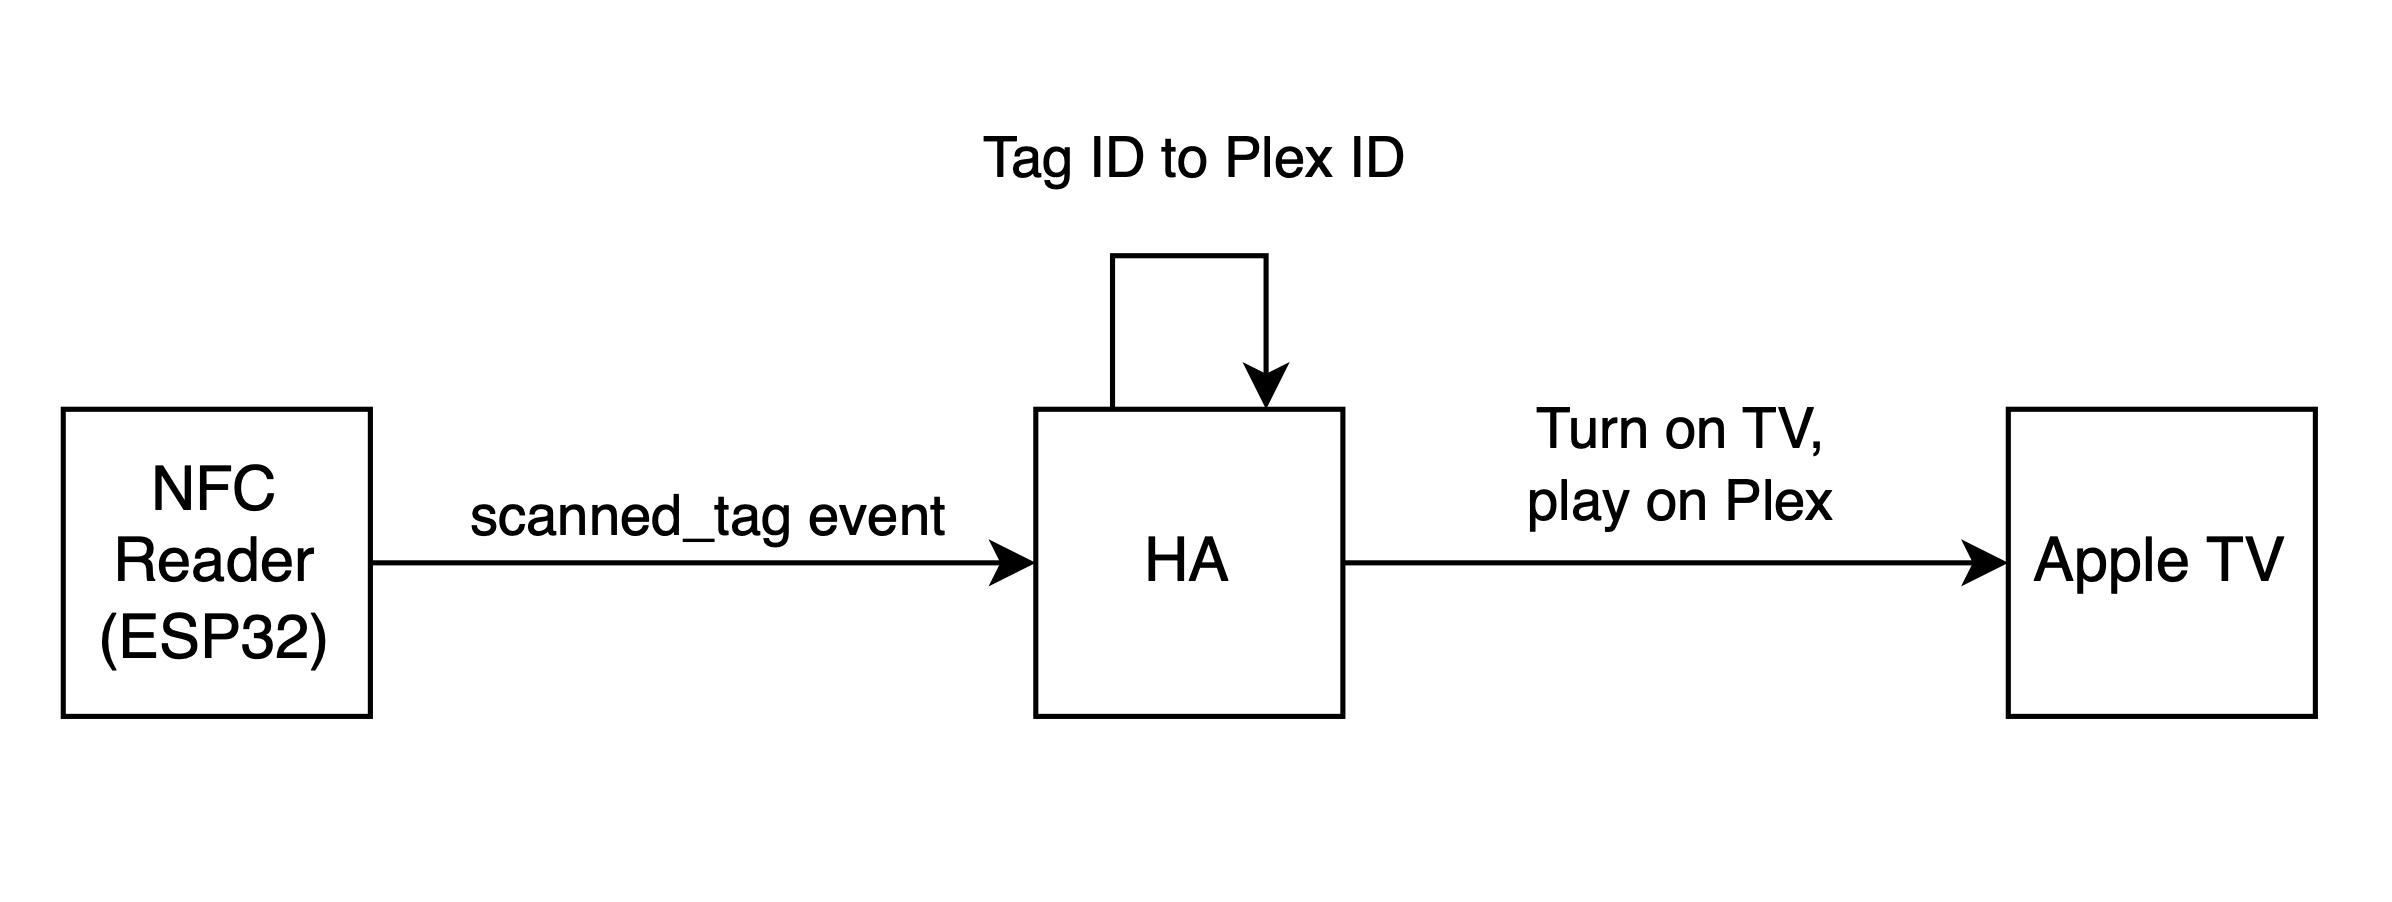 Tag ID to Plex ID
NFC
Reader
(ESP32)
scanned_tag event
HA
Turn on TV,
play on Plex
Apple TV